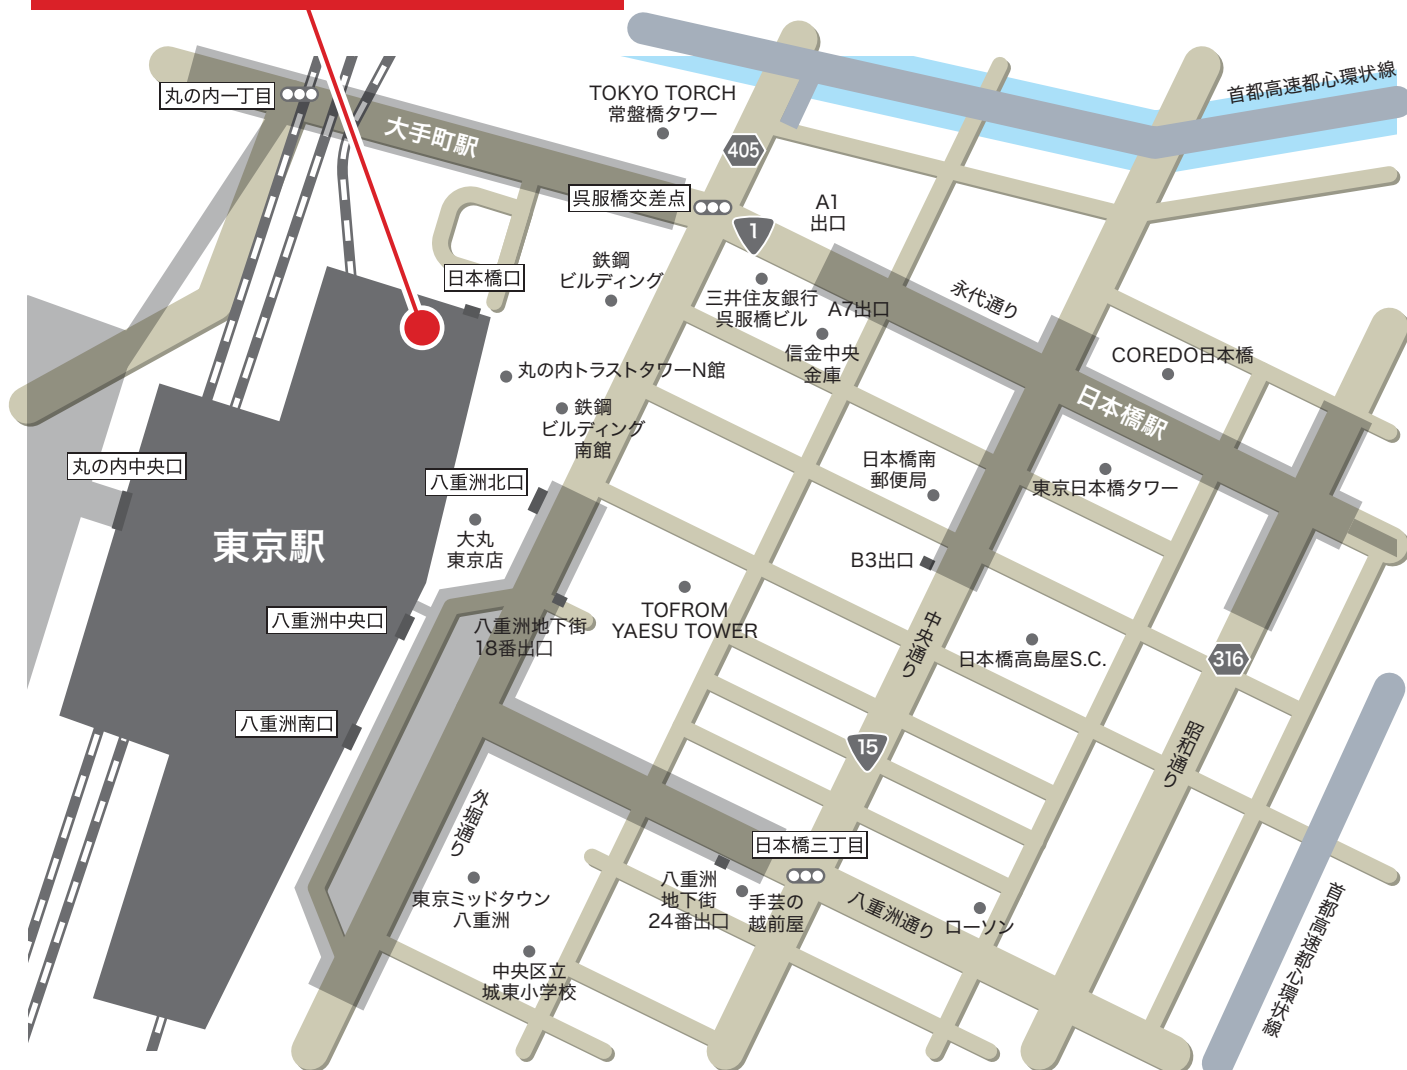 首都高速都心環状線
丸の内一丁目
TOKYO TORCH
常盤橋タワー
大手町駅
405
呉服橋交差点
A1
出口
1
日本橋口
鉄鋼
ビルディング
三井住友銀行
呉服橋ビル
A7出口
永代通り
信金中央
金庫
COREDO日本橋
丸の内トラストタワーN館
鉄鋼
ビルディング
南館
日本橋駅
丸の内中央口
八重洲北口
日本橋南
郵便局
東京日本橋タワー
東京駅
大丸
東京店
B3出口
八重洲中央口
八重洲地下街
18番出口
TOFROM
YAESU TOWER
中央通り
日本橋高島屋S.C.
316
八重洲南口
15
昭和通り
外堀通り
日本橋三丁目
東京ミッドタウン
八重洲
八重洲
地下街
24番出口
手芸の
越前屋
八重洲通り
ローソン
首都高速都心環状線
中央区立
城東小学校